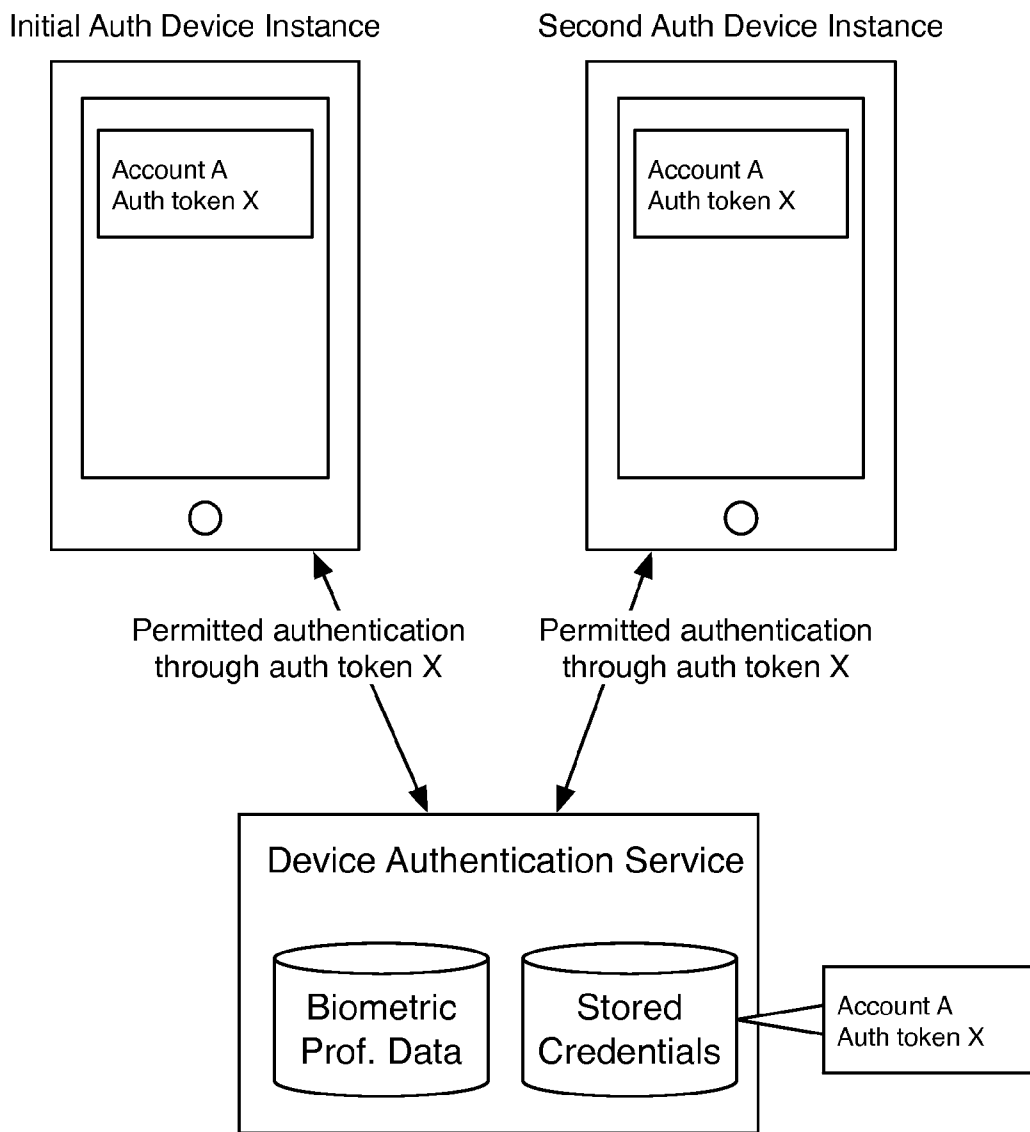 Initial Auth Device Instance
Second Auth Device Instance
Account A
Auth token X
Account A
Auth token X
Permitted authentication
through auth token X
Permitted authentication
through auth token X
Device Authentication Service
Biometric
Prof. Data
Stored
Credentials
Account A
Auth token X